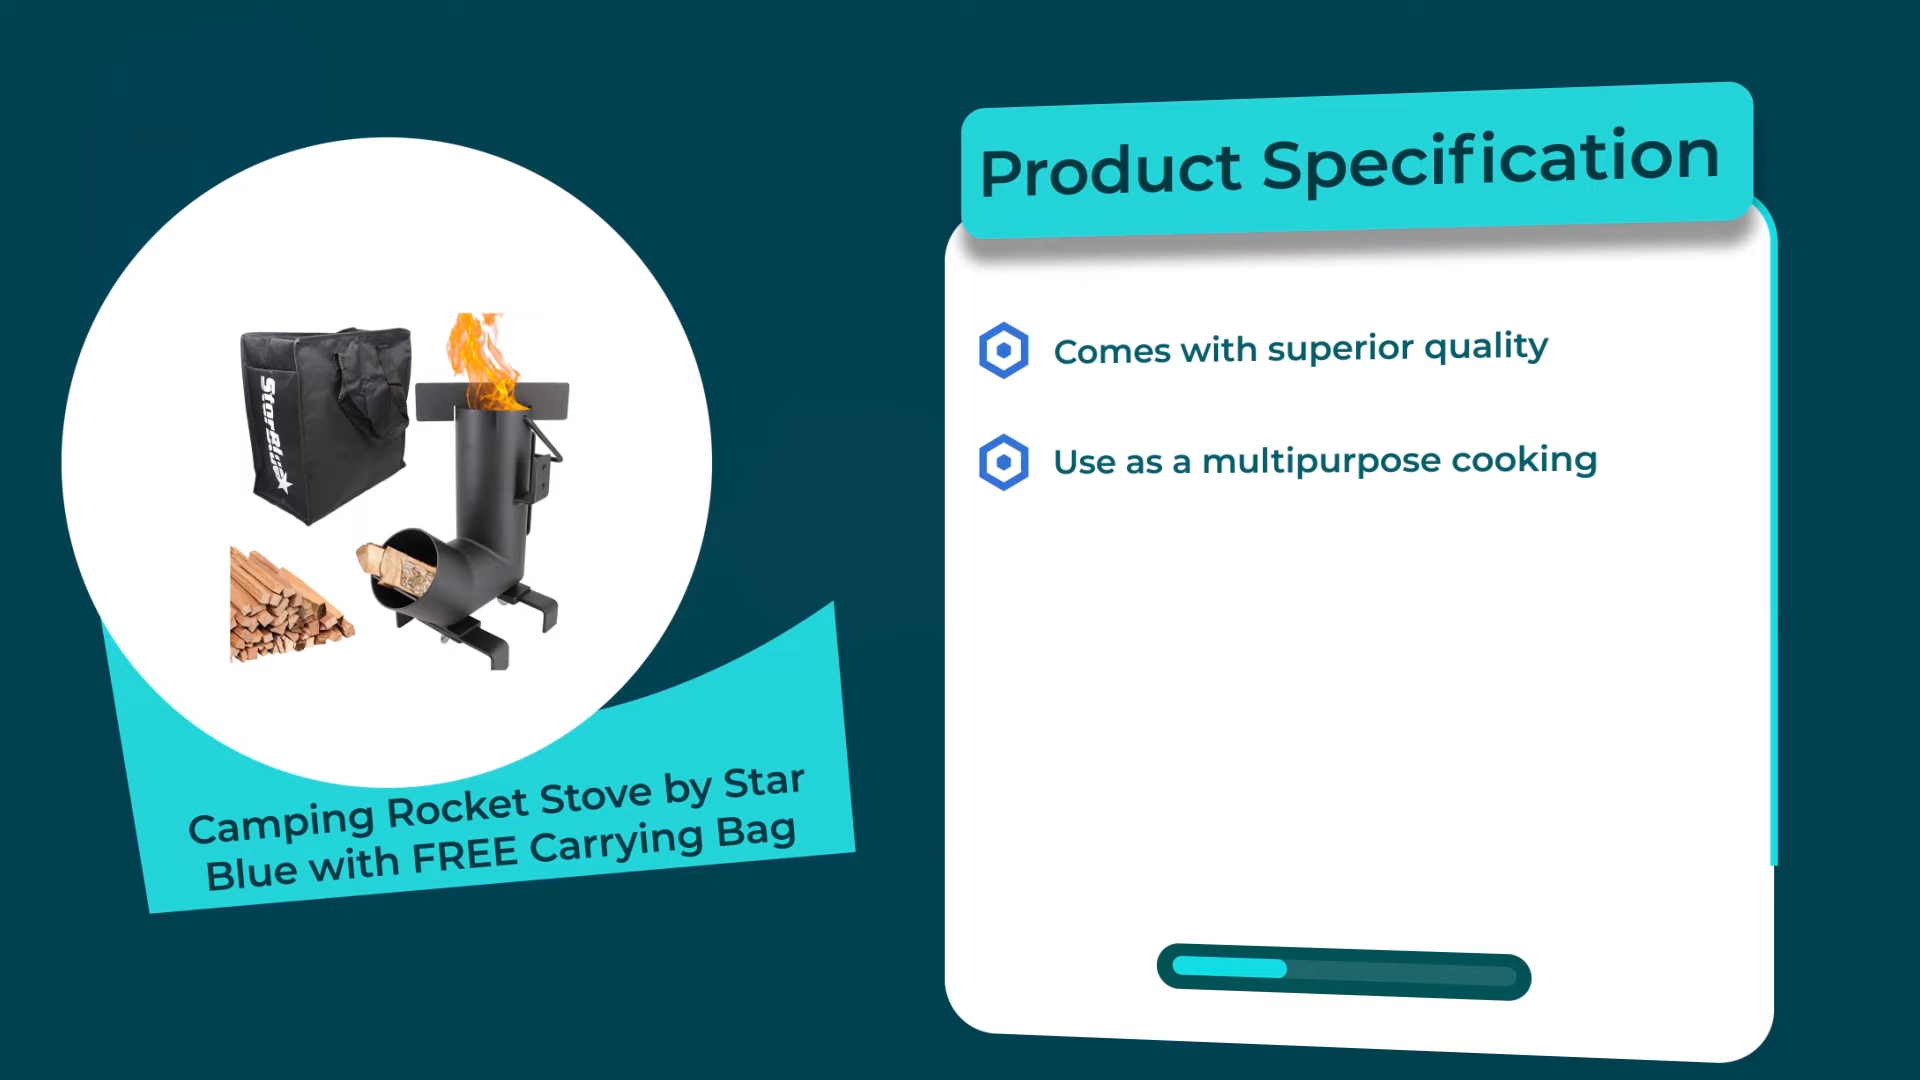 Product Specification
Comes with superior quality
Use as a multipurpose cooking
StarBlue
Camping Rocket Stove by Star
Blue with FREE Carrying Bag